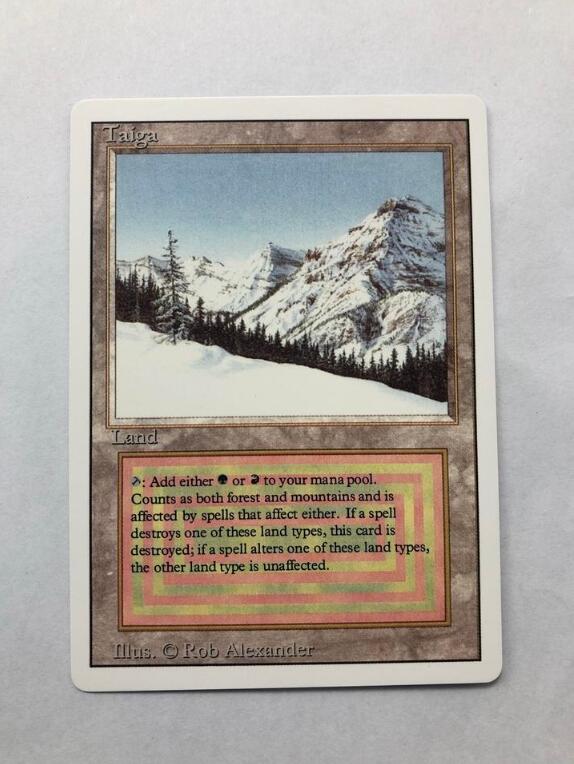 Taiga
Land
: Add either or to your mana pool.
Counts as both forest and mountains and is
affected by spells that affect either. If a spell
destroys one of these land types, this card is
destroyed; if a spell alters one of these land types,
the other land type is unaffected.
Illus. © Rob Alexander